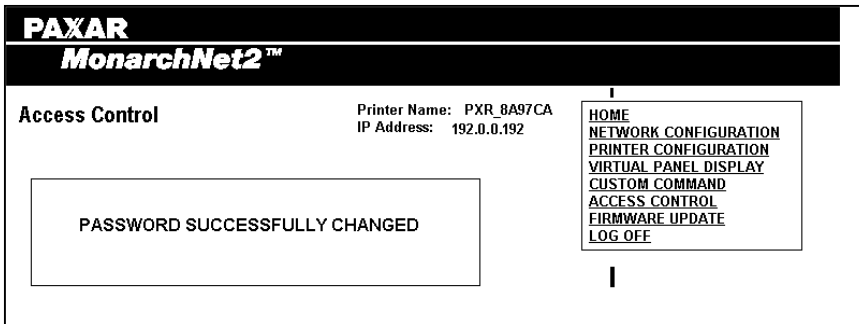 PAXAR
MonarchNet2™
Access Control
Printer Name: PXR_8A97CA
IP Address: 192.0.0.192
HOME
NETWORK CONFIGURATION
PRINTER CONFIGURATION
VIRTUAL PANEL DISPLAY
CUSTOM COMMAND
ACCESS CONTROL
FIRMWARE UPDATE
LOG OFF
PASSWORD SUCCESSFULLY CHANGED